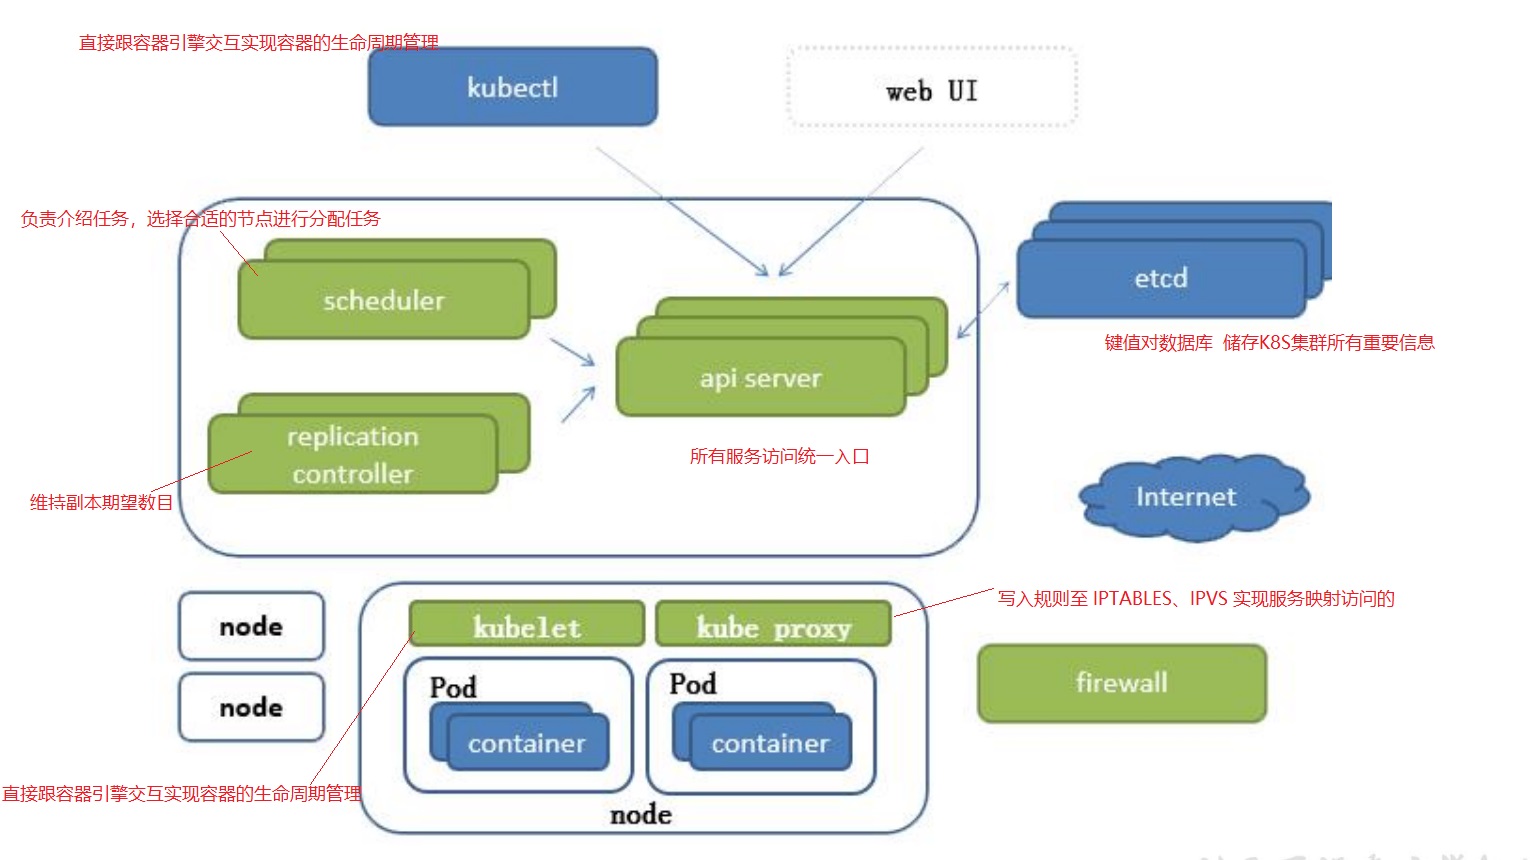 直接跟容器引擎交互实现容器的生命周期管理
kubectl
web UI
负责介绍任务，选择合适的节点进行分配任务
scheduler
etcd
键值对数据库 储存K8S集群所有重要信息
api server
replication
controller
所有服务访问统一入口
维持副本期望数目
Internet
写入规则至 IPTABLES、IPVS 实现服务映射访问的
node
kubelet
kube proxy
node
Pod
Pod
firewall
container
container
直接跟容器引擎交互实现容器的生命周期管理
node